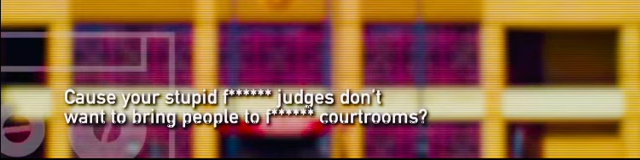 Cause your stupid f****** judges don't
want to bring people to f****** courtrooms?